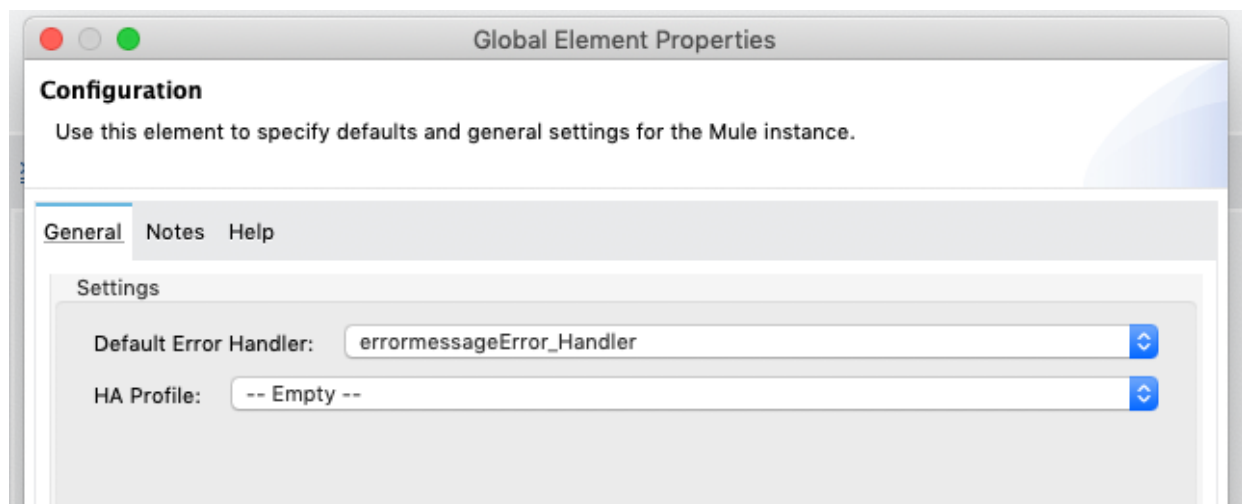 Global Element Properties
Configuration
Use this element to specify defaults and general settings for the Mule instance.
General Notes Help
Settings
Default Error Handler: errormessageError_Handler
HA Profile: -- Empty --